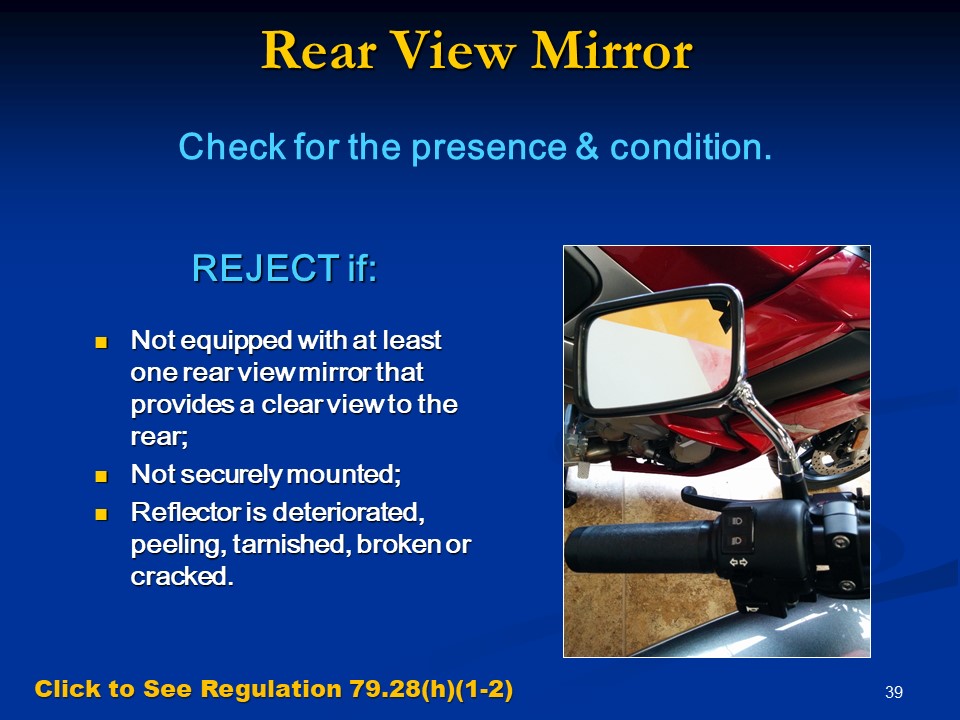 Rear View Mirror
Check for the presence & condition.
REJECT if:
Not equipped with at least
one rear view mirror that
provides a clear view to the
rear;
Not securely mounted;
Reflector is deteriorated,
peeling, tarnished, broken or
cracked.
Click to See Regulation 79.28(h)(1-2)
39